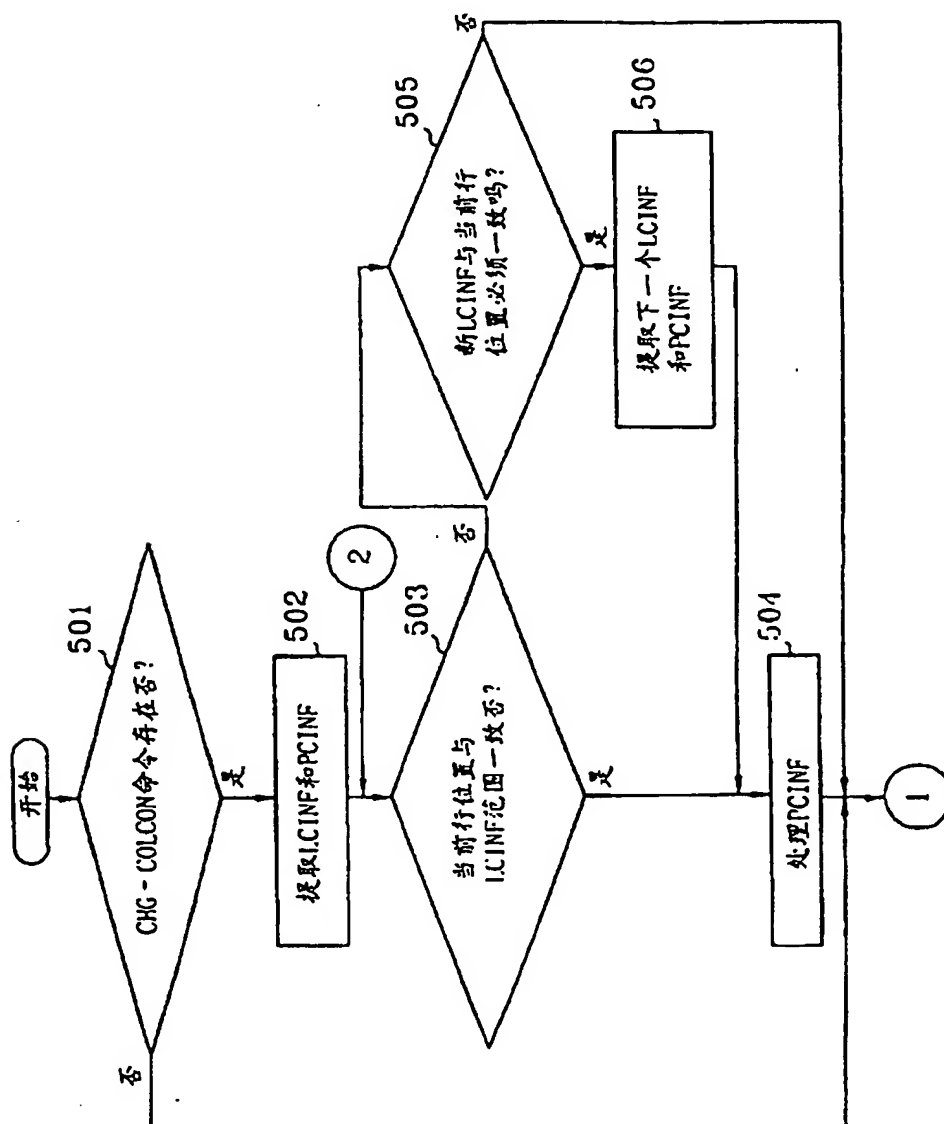 开始
501
CHG-COLCON命令存在否?
否
是
502
提取LCINF和PCINF
2
503
当前行位置与
LCINF范围一致否?
否
是
504
处理PCINF
1
505
新LCINF与当前行
位置必须一致吗?
否
是
506
提取下一个LCINF
和PCINF